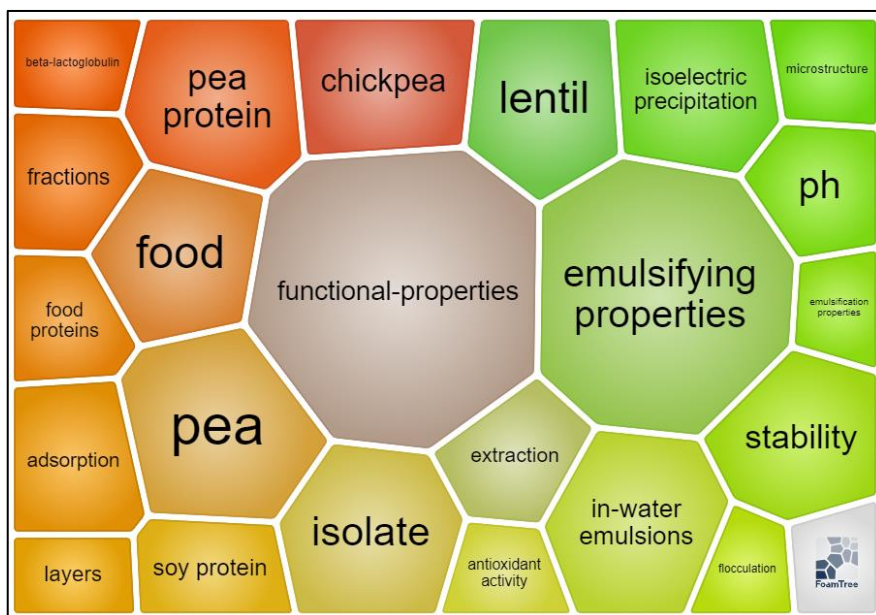 beta-lactoglobulin
pea
protein
chickpea
lentil
isoelectric
precipitation
microstructure
fractions
food
functional-properties
emulsifying
properties
ph
food
proteins
emulsification
properties
pea
adsorption
isolate
extraction
in-water
emulsions
stability
layers
soy protein
antioxidant
activity
flocculation
FoamTree